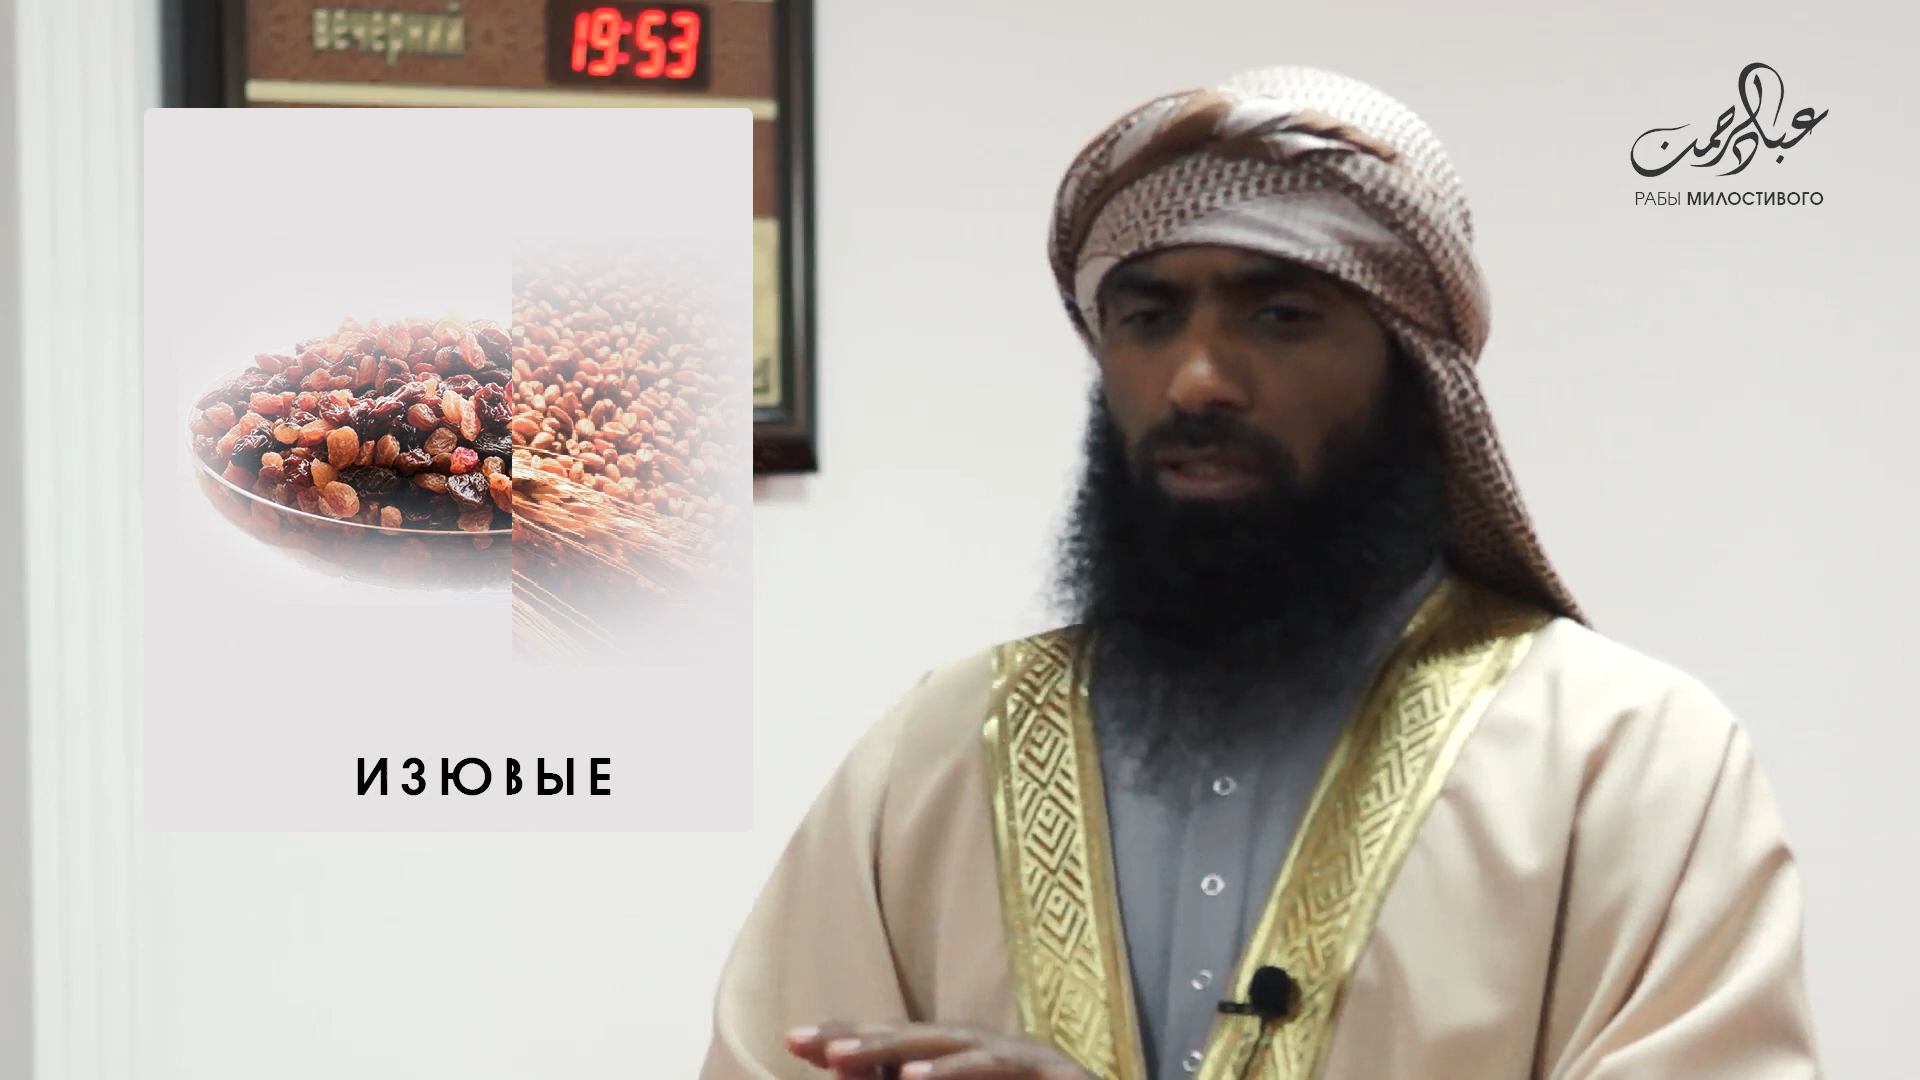 вечерний
19:53
عباد الرحمن
РАБЫ МИЛОСТИВОГО
ИЗЮВЫЕ